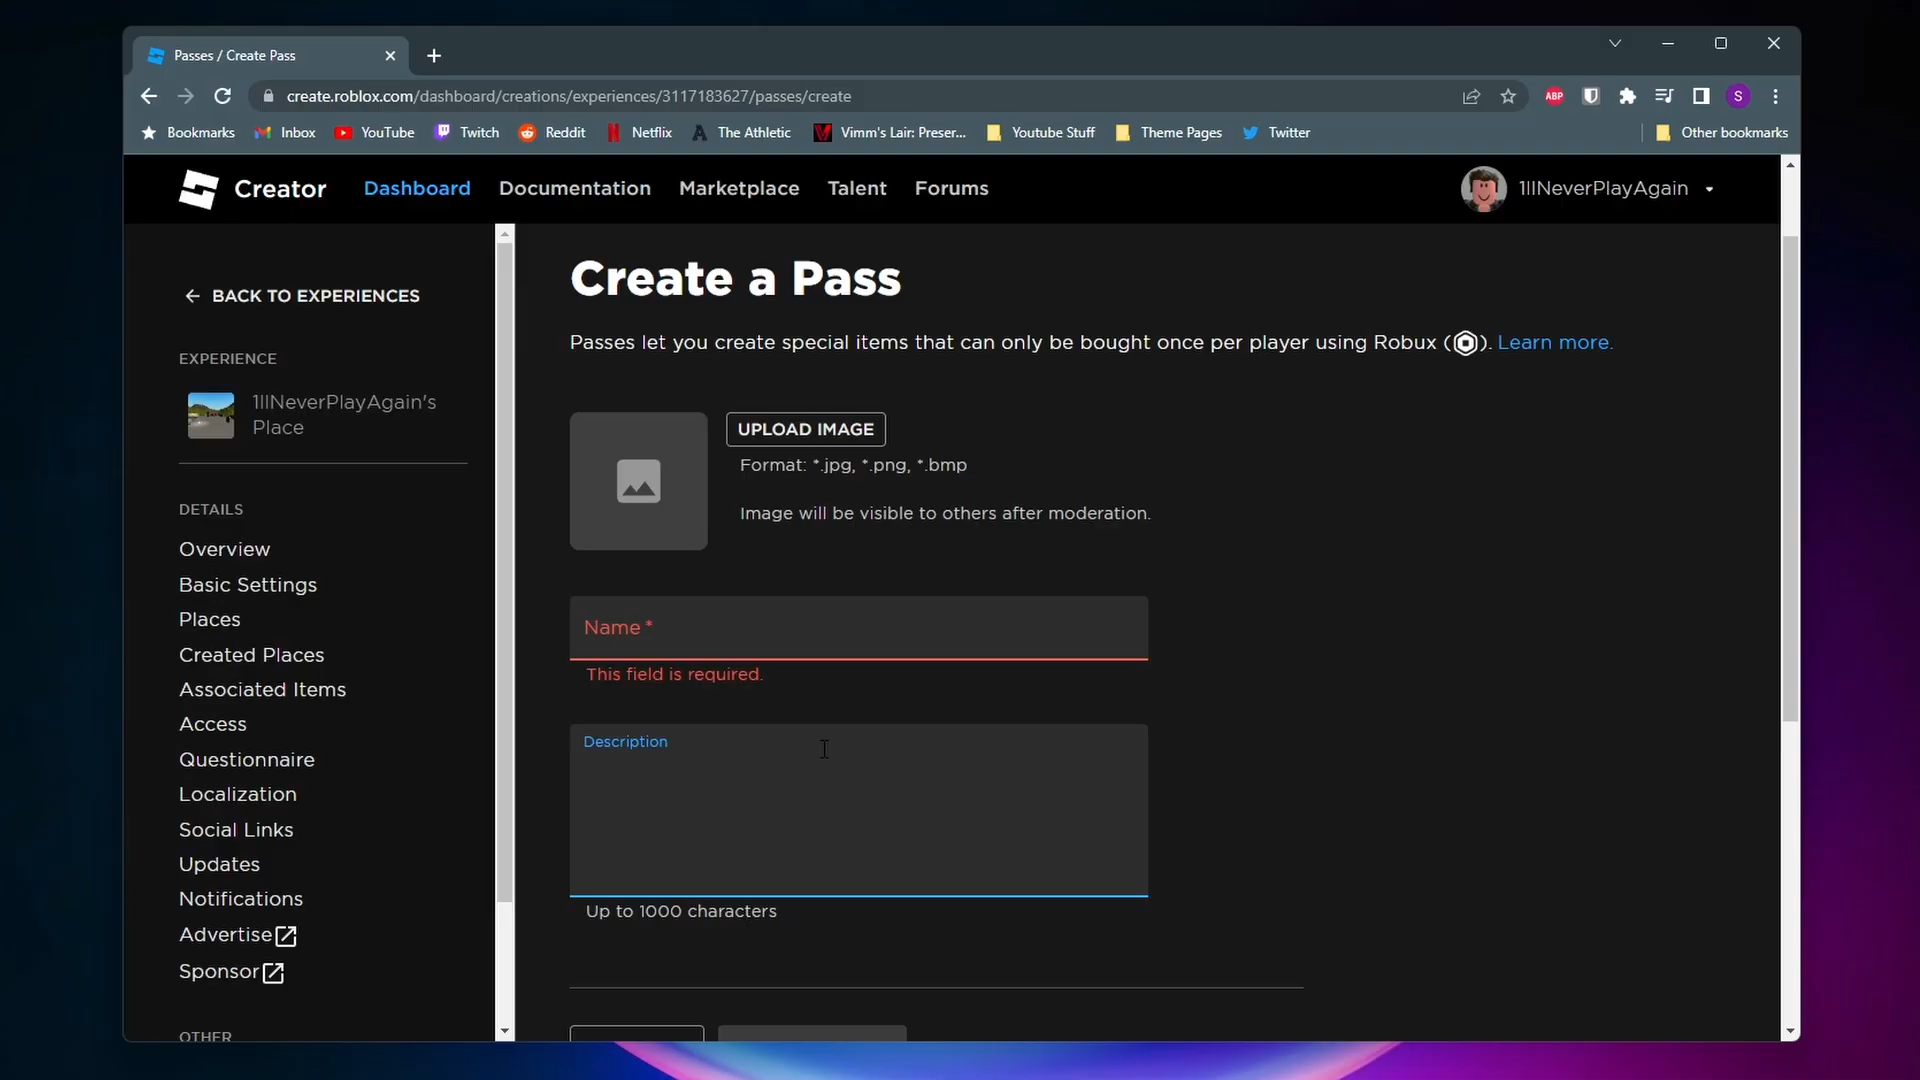 Passes / Create Pass
create.roblox.com/dashboard/creations/experiences/3117183627/passes/create
ABP
S
Bookmarks Inbox YouTube Twitch Reddit Netflix The Athletic Vimm's Lair: Preser... Youtube Stuff Theme Pages Twitter Other bookmarks
Creator Dashboard Documentation Marketplace Talent Forums 1llNeverPlayAgain
BACK TO EXPERIENCES
EXPERIENCE
1llNeverPlayAgain's
Place
DETAILS
Overview
Basic Settings
Places
Created Places
Associated Items
Access
Questionnaire
Localization
Social Links
Updates
Notifications
Advertise
Sponsor
OTHER
Create a Pass
Passes let you create special items that can only be bought once per player using Robux (). Learn more.
UPLOAD IMAGE
Format: *.jpg, *.png, *.bmp
Image will be visible to others after moderation.
Name *
This field is required.
Description
Up to 1000 characters